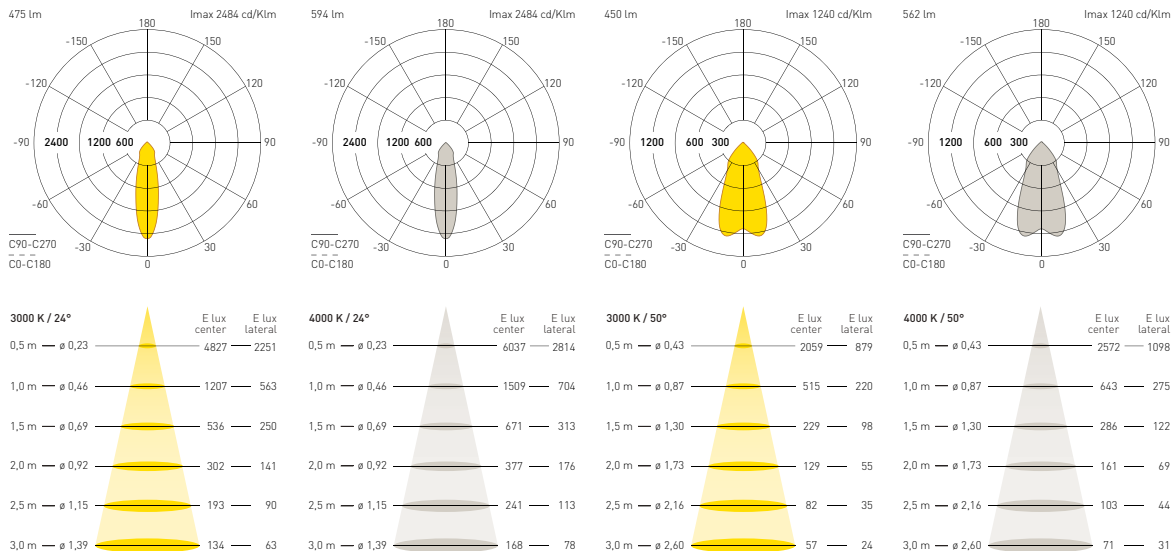 475 lm Imax 2484 cd/Klm
180
-150 150
-120 120
-90 2400 1200 600 90
-60 60
-30 30
C90-C270
C0-C180
0
594 lm Imax 2484 cd/Klm
180
-150 150
-120 120
-90 2400 1200 600 90
-60 60
-30 30
C90-C270
C0-C180
0
450 lm Imax 1240 cd/Klm
180
-150 150
-120 120
-90 1200 600 300 90
-60 60
-30 30
C90-C270
C0-C180
0
562 lm Imax 1240 cd/Klm
180
-150 150
-120 120
-90 1200 600 300 90
-60 60
-30 30
C90-C270
C0-C180
0
3000 K / 24° E lux E lux
center lateral
0,5 m — ø 0,23 4827 — 2251
1,0 m — ø 0,46 1207 — 563
1,5 m — ø 0,69 536 — 250
2,0 m — ø 0,92 302 — 141
2,5 m — ø 1,15 193 — 90
3,0 m — ø 1,39 134 — 63
4000 K / 24° E lux E lux
center lateral
0,5 m — ø 0,23 6037 — 2814
1,0 m — ø 0,46 1509 — 704
1,5 m — ø 0,69 671 — 313
2,0 m — ø 0,92 377 — 176
2,5 m — ø 1,15 241 — 113
3,0 m — ø 1,39 168 — 78
3000 K / 50° E lux E lux
center lateral
0,5 m — ø 0,43 2059 — 879
1,0 m — ø 0,87 515 — 220
1,5 m — ø 1,30 229 — 98
2,0 m — ø 1,73 129 — 55
2,5 m — ø 2,16 82 — 35
3,0 m — ø 2,60 57 — 24
4000 K / 50° E lux E lux
center lateral
0,5 m — ø 0,43 2572 — 1098
1,0 m — ø 0,87 643 — 275
1,5 m — ø 1,30 286 — 122
2,0 m — ø 1,73 161 — 69
2,5 m — ø 2,16 103 — 44
3,0 m — ø 2,60 71 — 31